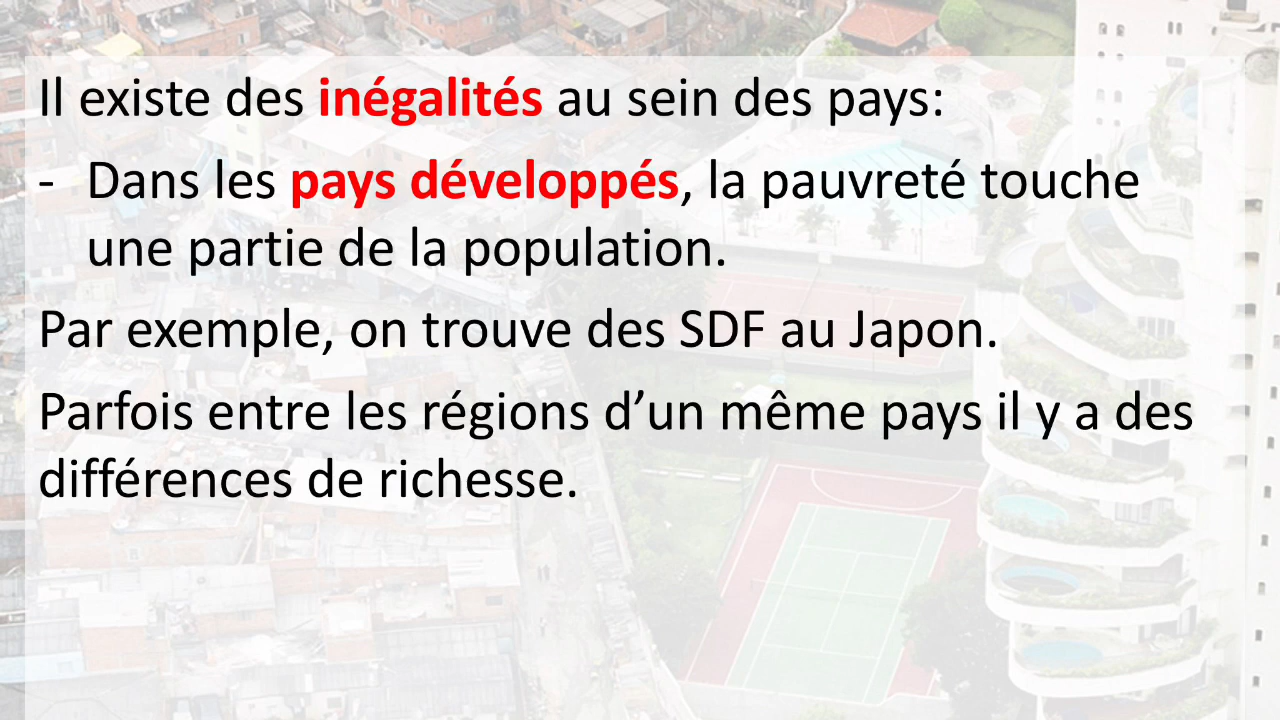 Il existe des inégalités au sein des pays:
- Dans les pays développés, la pauvreté touche
une partie de la population.
Par exemple, on trouve des SDF au Japon.
Parfois entre les régions d’un même pays il y a des
différences de richesse.